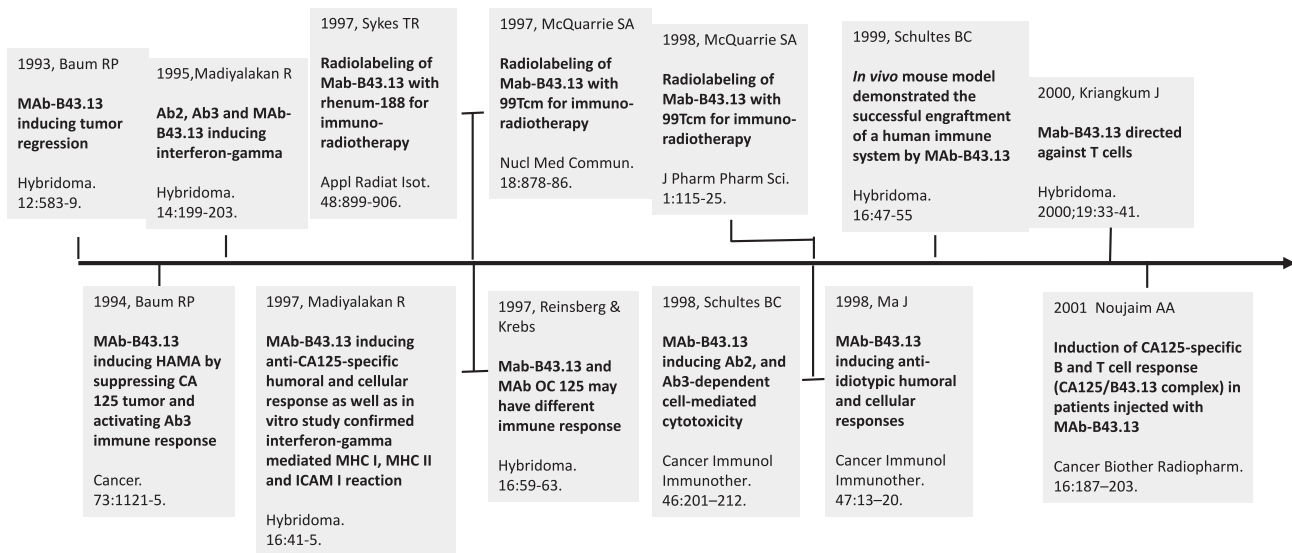 1993, Baum RP
MAb-B43.13
inducing tumor
regression
Hybridoma.
12:583-9.
1995,Madiyalakan R
Ab2, Ab3 and MAb-
B43.13 inducing
interferon-gamma
Hybridoma.
14:199-203.
1997, Sykes TR
Radiolabeling of
Mab-B43.13 with
rhenum-188 for
immuno-
radiotherapy
Appl Radiat Isot.
48:899-906.
1997, McQuarrie SA
Radiolabeling of
Mab-B43.13 with
99Tcm for immuno-
radiotherapy
Nucl Med Commun.
18:878-86.
1998, McQuarrie SA
Radiolabeling of
Mab-B43.13 with
99Tcm for immuno-
radiotherapy
J Pharm Pharm Sci.
1:115-25.
1999, Schultes BC
In vivo mouse model
demonstrated the
successful engraftment
of a human immune
system by MAb-B43.13
Hybridoma.
16:47-55
2000, Kriangkum J
Mab-B43.13 directed
against T cells
Hybridoma.
2000;19:33-41.
1994, Baum RP
MAb-B43.13
inducing HAMA by
suppressing CA
125 tumor and
activating Ab3
immune response
Cancer.
73:1121-5.
1997, Madiyalakan R
MAb-B43.13 inducing
anti-CA125-specific
humoral and cellular
response as well as in
vitro study confirmed
interferon-gamma
mediated MHC I, MHC II
and ICAM I reaction
Hybridoma.
16:41-5.
1997, Reinsberg &
Krebs
Mab-B43.13 and
MAb OC 125 may
have different
immune response
Hybridoma.
16:59-63.
1998, Schultes BC
MAb-B43.13
inducing Ab2, and
Ab3-dependent
cell-mediated
cytotoxicity
Cancer Immunol
Immunother.
46:201–212.
1998, Ma J
MAb-B43.13
inducing anti-
idiotypic humoral
and cellular
responses
Cancer Immunol
Immunother.
47:13–20.
2001 Noujaim AA
Induction of CA125-specific
B and T cell response
(CA125/B43.13 complex) in
patients injected with
MAb-B43.13
Cancer Biother Radiopharm.
16:187–203.